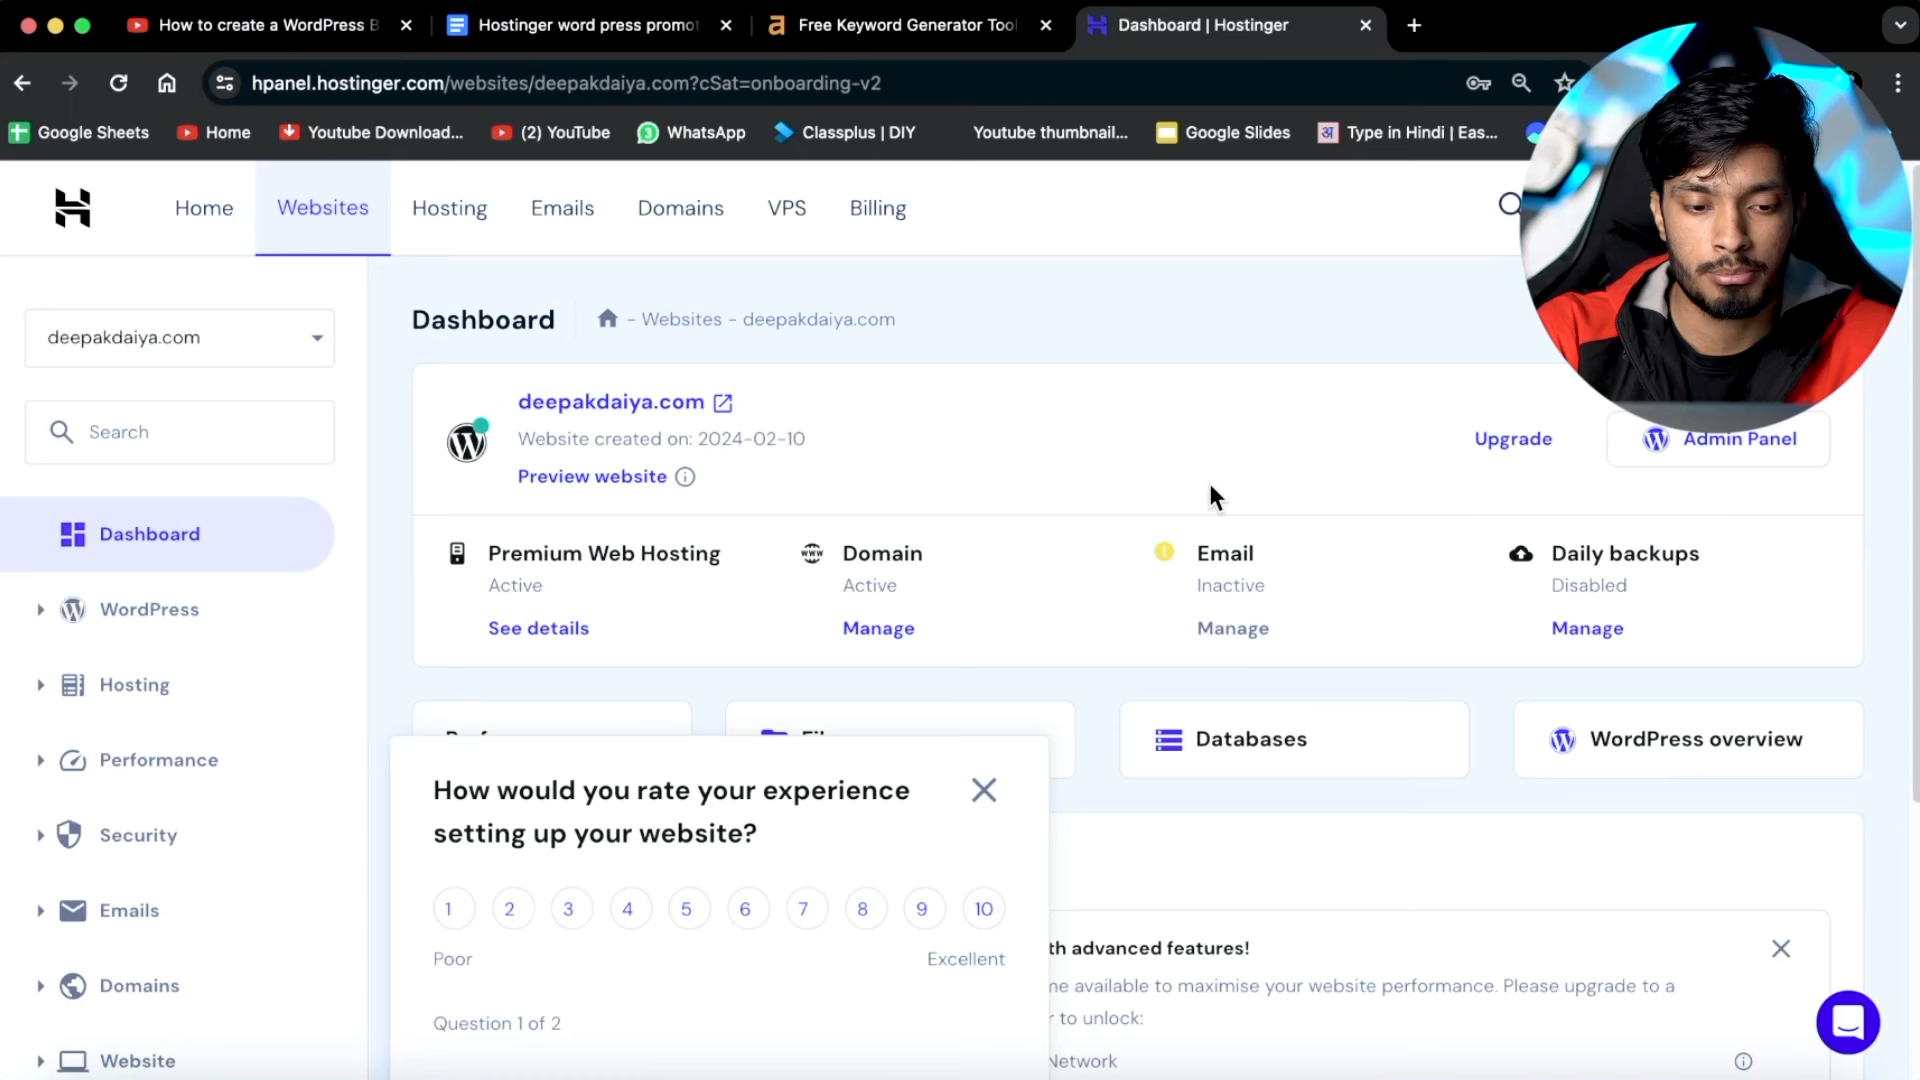 How to create a WordPress B
Hostinger word press promot
Free Keyword Generator Tool
Dashboard | Hostinger
hpanel.hostinger.com/websites/deepakdaiya.com?cSat=onboarding-v2
Google Sheets
Home
Youtube Download...
(2) YouTube
WhatsApp
Classplus | DIY
Youtube thumbnail...
Google Slides
अ Type in Hindi | Eas...
Home
Websites
Hosting
Emails
Domains
VPS
Billing
deepakdaiya.com
Search
Dashboard
WordPress
Hosting
Performance
Security
Emails
Domains
Website
Dashboard
- Websites - deepakdaiya.com
deepakdaiya.com
Website created on: 2024-02-10
Preview website
Upgrade
Admin Panel
Premium Web Hosting
Active
See details
Domain
Active
Manage
Email
Inactive
Manage
Daily backups
Disabled
Manage
Databases
WordPress overview
How would you rate your experience
setting up your website?
1 2 3 4 5 6 7 8 9 10
Poor Excellent
Question 1 of 2
th advanced features!
me available to maximise your website performance. Please upgrade to a
r to unlock:
Network